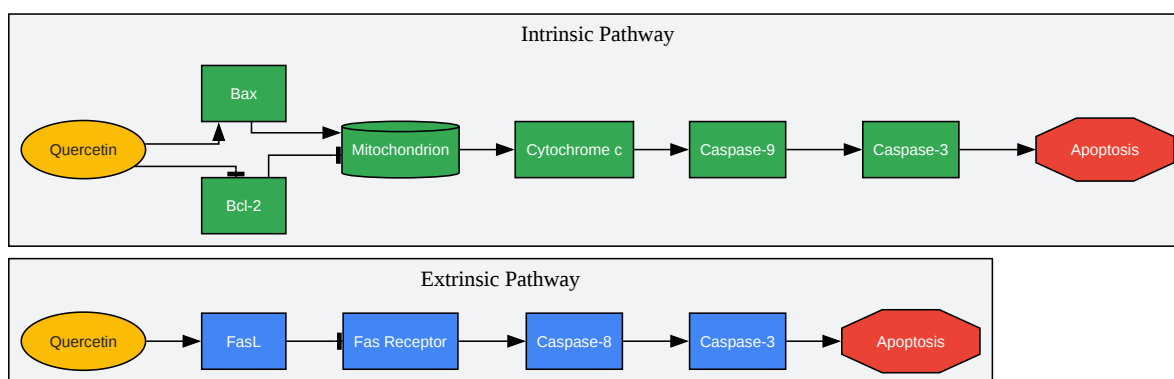 Intrinsic Pathway
Bax
Quercetin
Mitochondrion
Cytochrome c
Caspase-9
Caspase-3
Apoptosis
Bcl-2
Extrinsic Pathway
Quercetin
FasL
Fas Receptor
Caspase-8
Caspase-3
Apoptosis